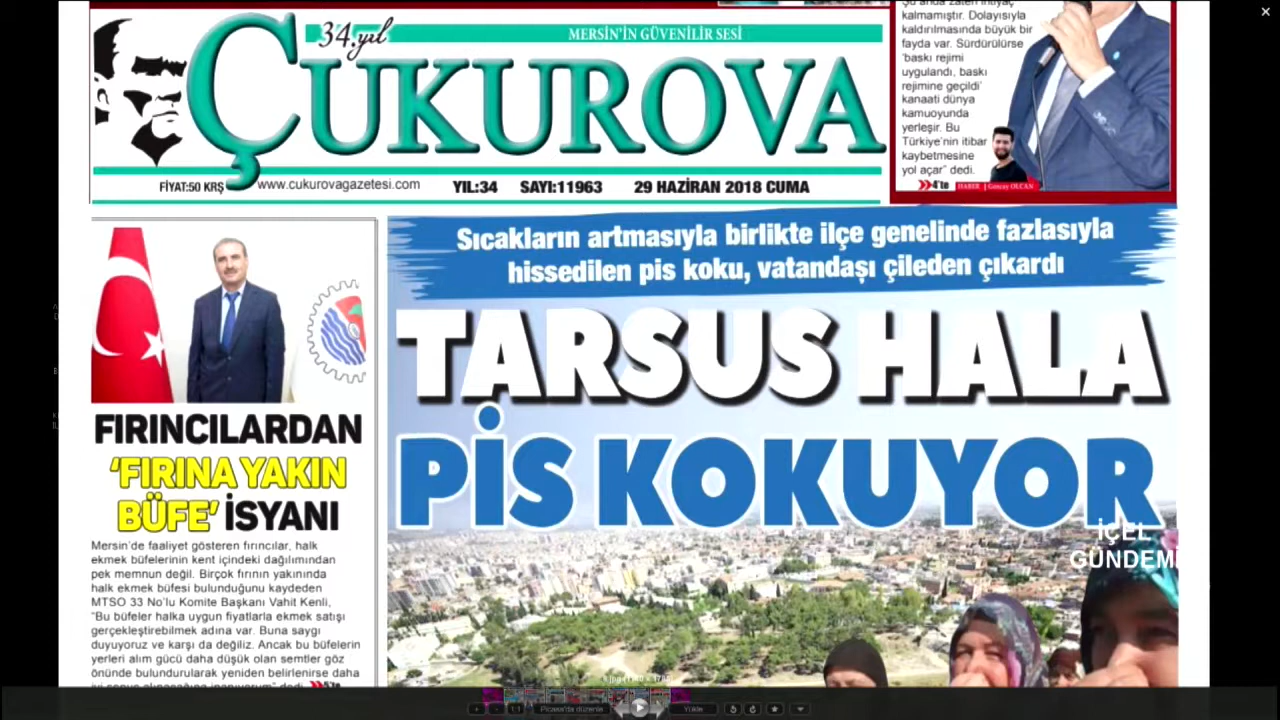 34.yıl
MERSİN'İN GÜVENİLİR SESİ
ÇUKUROVA
FİYAT:50 KRŞ
www.cukurovagazetesi.com
YIL:34 SAYI:11963 29 HAZİRAN 2018 CUMA
kalmamıştır. Dolayısıyla
kaldırılmasında büyük bir
fayda var. Sürdürülürse
'baskı rejimi
uygulandı, baskı
rejimine geçildi'
kanaati dünya
kamuoyunda
yerleşir. Bu
Türkiye'nin itibar
kaybetmesine
yol açar" dedi.
4'te HABER | Göncay OLCAN
FIRINCILARDAN
'FIRINA YAKIN
BÜFE' İSYANI
Mersin'de faaliyet gösteren fırıncılar, halk
ekmek büfelerinin kent içindeki dağılımından
pek memnun değil. Birçok fırının yakınında
halk ekmek büfesi bulunduğunu kaydeden
MTSO 33 No'lu Komite Başkanı Vahit Kenli,
"Bu büfeler halka uygun fiyatlarla ekmek satışı
gerçekleştirebilmek adına var. Buna saygı
duyuyoruz ve karşı da değiliz. Ancak bu büfelerin
yerleri alım gücü daha düşük olan semtler göz
önünde bulundurularak yeniden belirlenirse daha
Sıcakların artmasıyla birlikte ilçe genelinde fazlasıyla
hissedilen pis koku, vatandaşı çileden çıkardı
TARSUS HALA
PİS KOKUYOR
İÇEL
GÜNDEMİ
1:1 Picasa'da düzenle Yükle